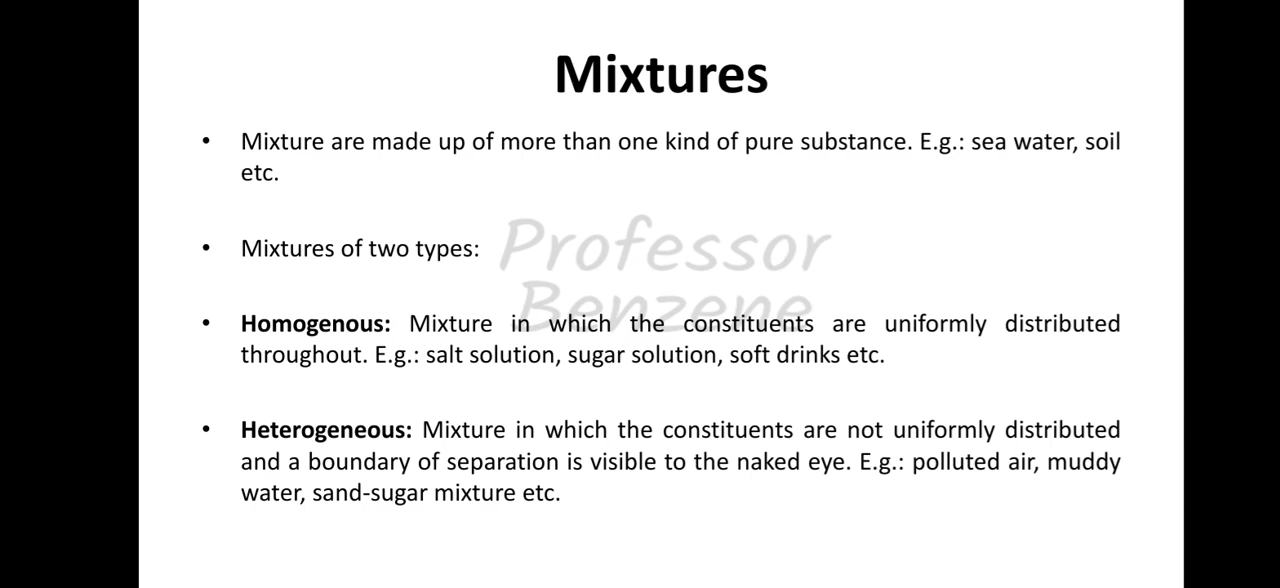 Mixtures
• Mixture are made up of more than one kind of pure substance. E.g.: sea water, soil
etc.
• Mixtures of two types:
Professor
Benzene
• Homogenous: Mixture in which the constituents are uniformly distributed
throughout. E.g.: salt solution, sugar solution, soft drinks etc.
• Heterogeneous: Mixture in which the constituents are not uniformly distributed
and a boundary of separation is visible to the naked eye. E.g.: polluted air, muddy
water, sand-sugar mixture etc.